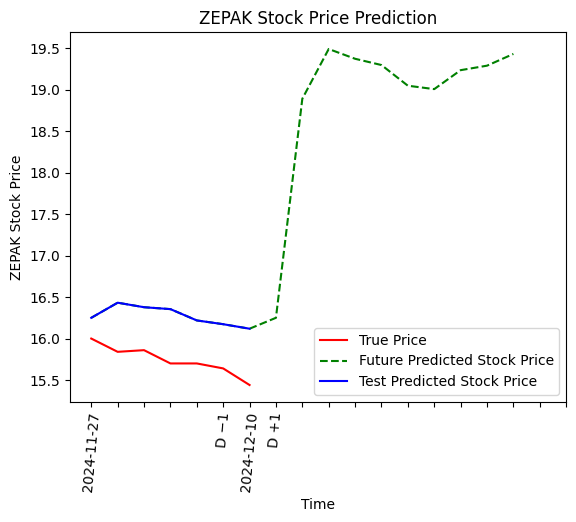 ZEPAK Stock Price Prediction
ZEPAK Stock Price
19.5
19.0
18.5
18.0
17.5
17.0
16.5
16.0
15.5
True Price
Future Predicted Stock Price
Test Predicted Stock Price
2024-11-27
D −1
2024-12-10
D +1
Time